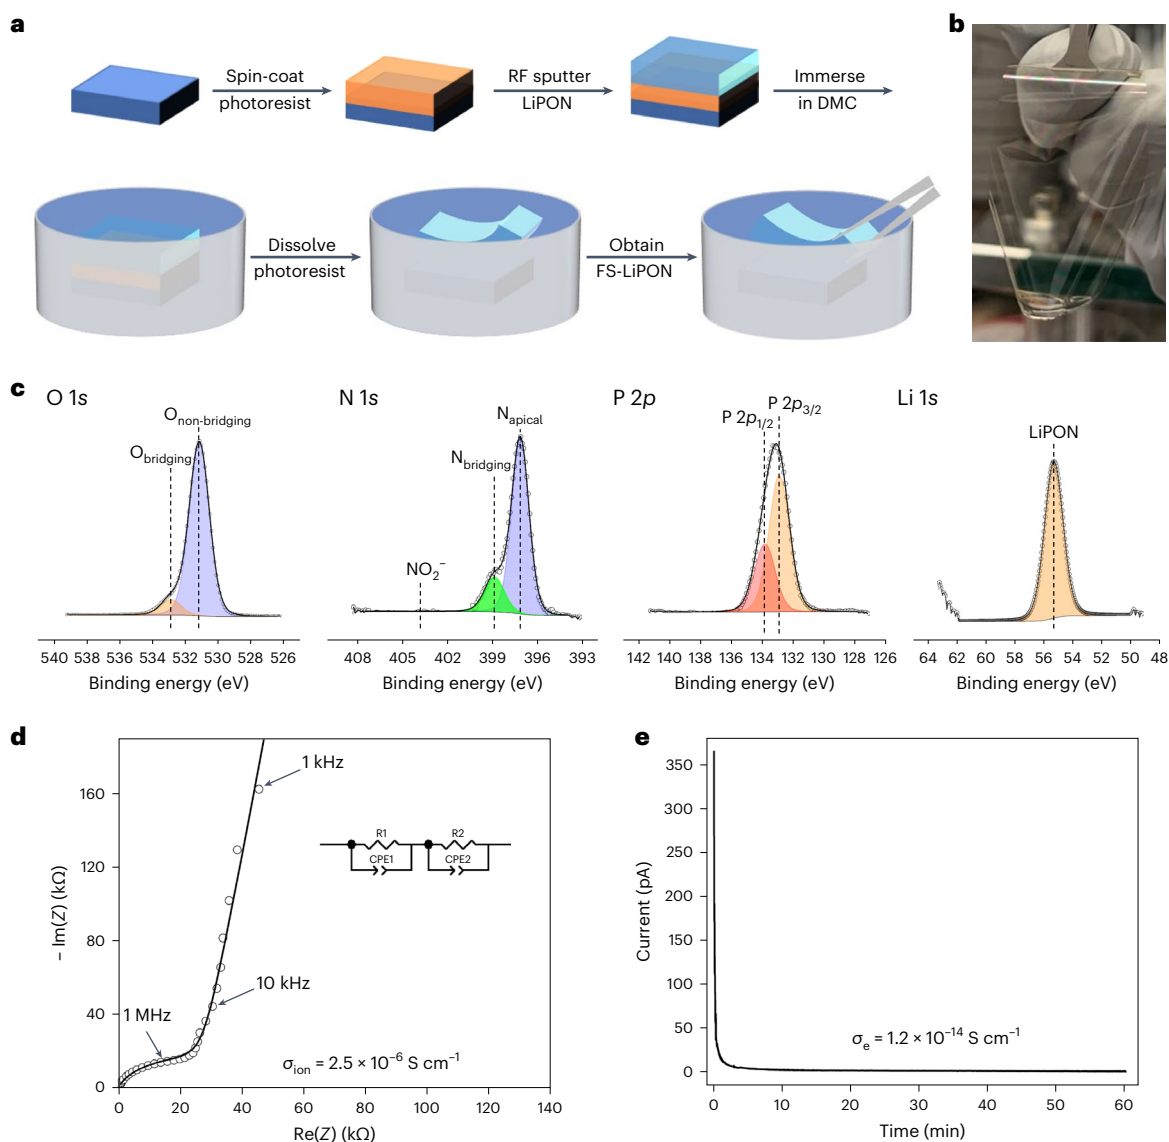 a
Spin-coat
photoresist
RF sputter
LiPON
Immerse
in DMC
b
Dissolve
photoresist
Obtain
FS-LiPON
c
O 1s
O non-bridging
O bridging
540 538 536 534 532 530 528 526
Binding energy (eV)
N 1s
N apical
N bridging
NO₂⁻
408 405 402 399 396 393
Binding energy (eV)
P 2p
P 2p₁/₂
P 2p₃/₂
142 140 138 136 134 132 130 128 126
Binding energy (eV)
Li 1s
LiPON
64 62 60 58 56 54 52 50 48
Binding energy (eV)
d
− Im(Z) (kΩ)
160
120
80
40
0
1 kHz
10 kHz
1 MHz
R1
R2
CPE1
CPE2
σion = 2.5 × 10⁻⁶ S cm⁻¹
0 20 40 60 80 100 120 140
Re(Z) (kΩ)
e
Current (pA)
350
300
250
200
150
100
50
0
σe = 1.2 × 10⁻¹⁴ S cm⁻¹
0 10 20 30 40 50 60
Time (min)